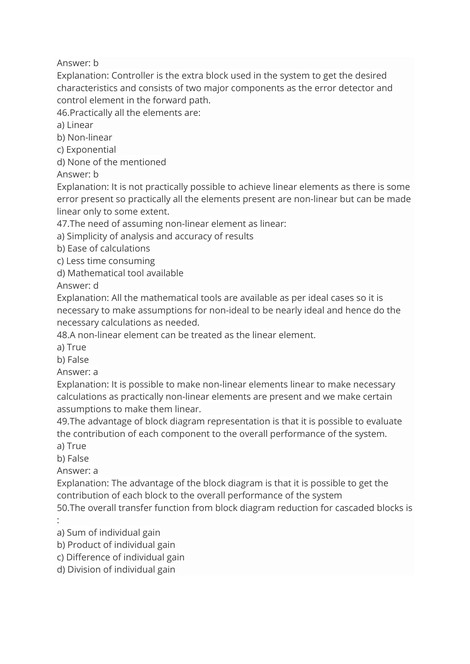 Answer: b
Explanation: Controller is the extra block used in the system to get the desired
characteristics and consists of two major components as the error detector and
control element in the forward path.
46.Practically all the elements are:
a) Linear
b) Non-linear
c) Exponential
d) None of the mentioned
Answer: b
Explanation: It is not practically possible to achieve linear elements as there is some
error present so practically all the elements present are non-linear but can be made
linear only to some extent.
47.The need of assuming non-linear element as linear:
a) Simplicity of analysis and accuracy of results
b) Ease of calculations
c) Less time consuming
d) Mathematical tool available
Answer: d
Explanation: All the mathematical tools are available as per ideal cases so it is
necessary to make assumptions for non-ideal to be nearly ideal and hence do the
necessary calculations as needed.
48.A non-linear element can be treated as the linear element.
a) True
b) False
Answer: a
Explanation: It is possible to make non-linear elements linear to make necessary
calculations as practically non-linear elements are present and we make certain
assumptions to make them linear.
49.The advantage of block diagram representation is that it is possible to evaluate
the contribution of each component to the overall performance of the system.
a) True
b) False
Answer: a
Explanation: The advantage of the block diagram is that it is possible to get the
contribution of each block to the overall performance of the system
50.The overall transfer function from block diagram reduction for cascaded blocks is
:
a) Sum of individual gain
b) Product of individual gain
c) Difference of individual gain
d) Division of individual gain